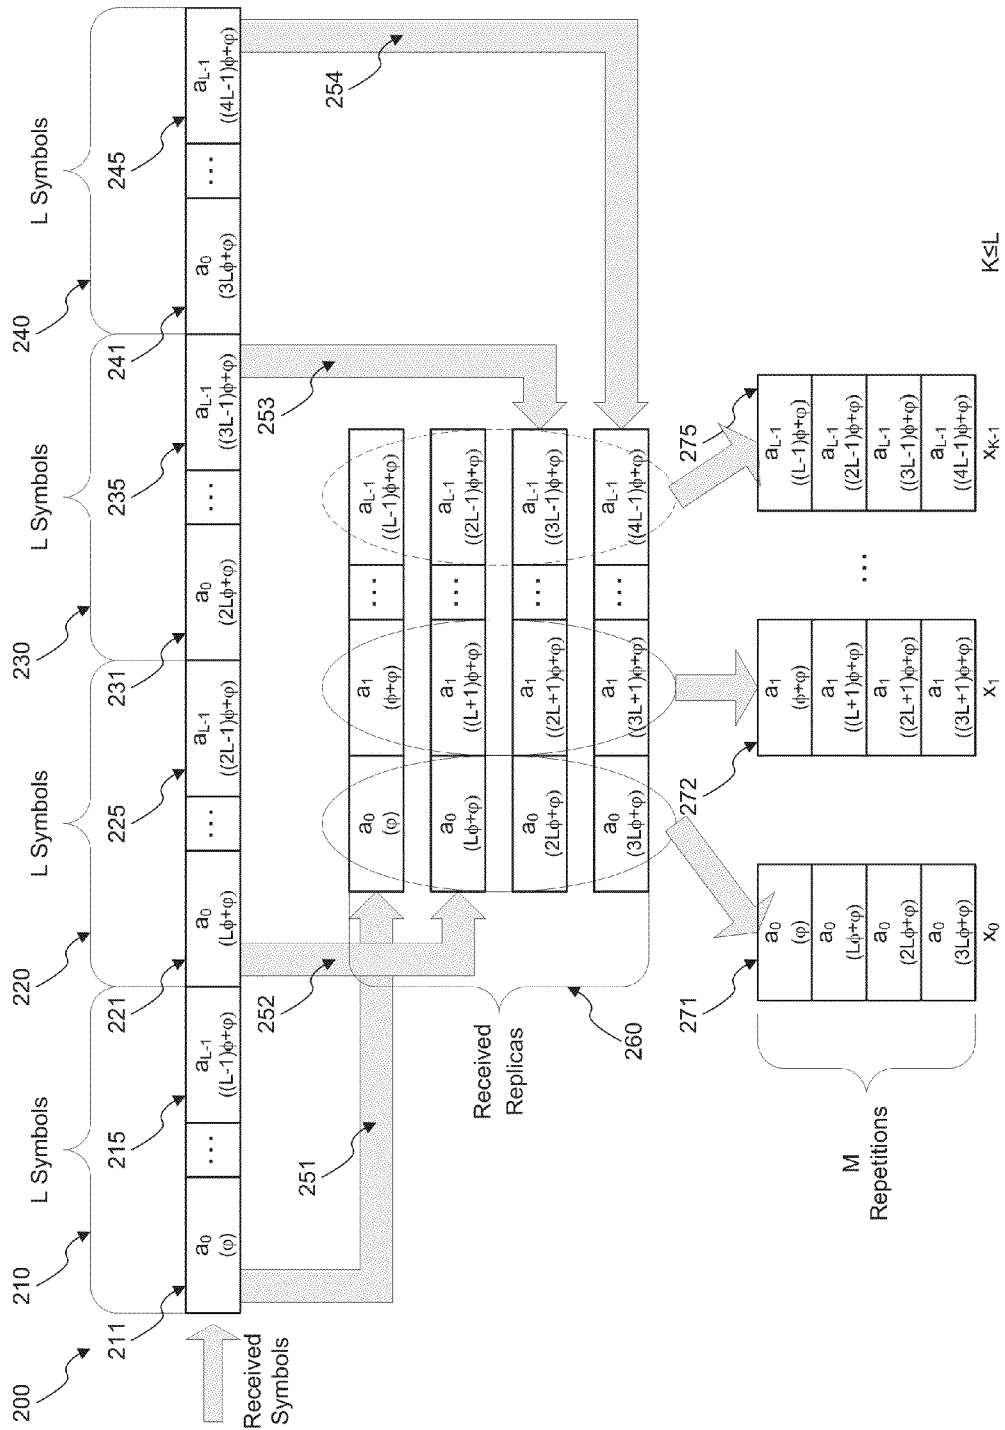 200
210
220
230
240
L Symbols
L Symbols
L Symbols
L Symbols
211
215
221
225
231
235
241
245
Received
Symbols
a0
(φ)
...
aL-1
((L-1)ϕ+φ)
a0
(Lϕ+φ)
...
aL-1
((2L-1)ϕ+φ)
a0
(2Lϕ+φ)
...
aL-1
((3L-1)ϕ+φ)
a0
(3Lϕ+φ)
...
aL-1
((4L-1)ϕ+φ)
251
252
253
254
Received
Replicas
260
a0
(φ)
a1
(ϕ+φ)
...
aL-1
((L-1)ϕ+φ)
a0
(Lϕ+φ)
a1
((L+1)ϕ+φ)
...
aL-1
((2L-1)ϕ+φ)
a0
(2Lϕ+φ)
a1
((2L+1)ϕ+φ)
...
aL-1
((3L-1)ϕ+φ)
a0
(3Lϕ+φ)
a1
((3L+1)ϕ+φ)
...
aL-1
((4L-1)ϕ+φ)
271
272
275
M
Repetitions
a0
(φ)
a0
(Lϕ+φ)
a0
(2Lϕ+φ)
a0
(3Lϕ+φ)
x0
a1
(ϕ+φ)
a1
((L+1)ϕ+φ)
a1
((2L+1)ϕ+φ)
a1
((3L+1)ϕ+φ)
x1
...
aL-1
((L-1)ϕ+φ)
aL-1
((2L-1)ϕ+φ)
aL-1
((3L-1)ϕ+φ)
aL-1
((4L-1)ϕ+φ)
xK-1
K≤L